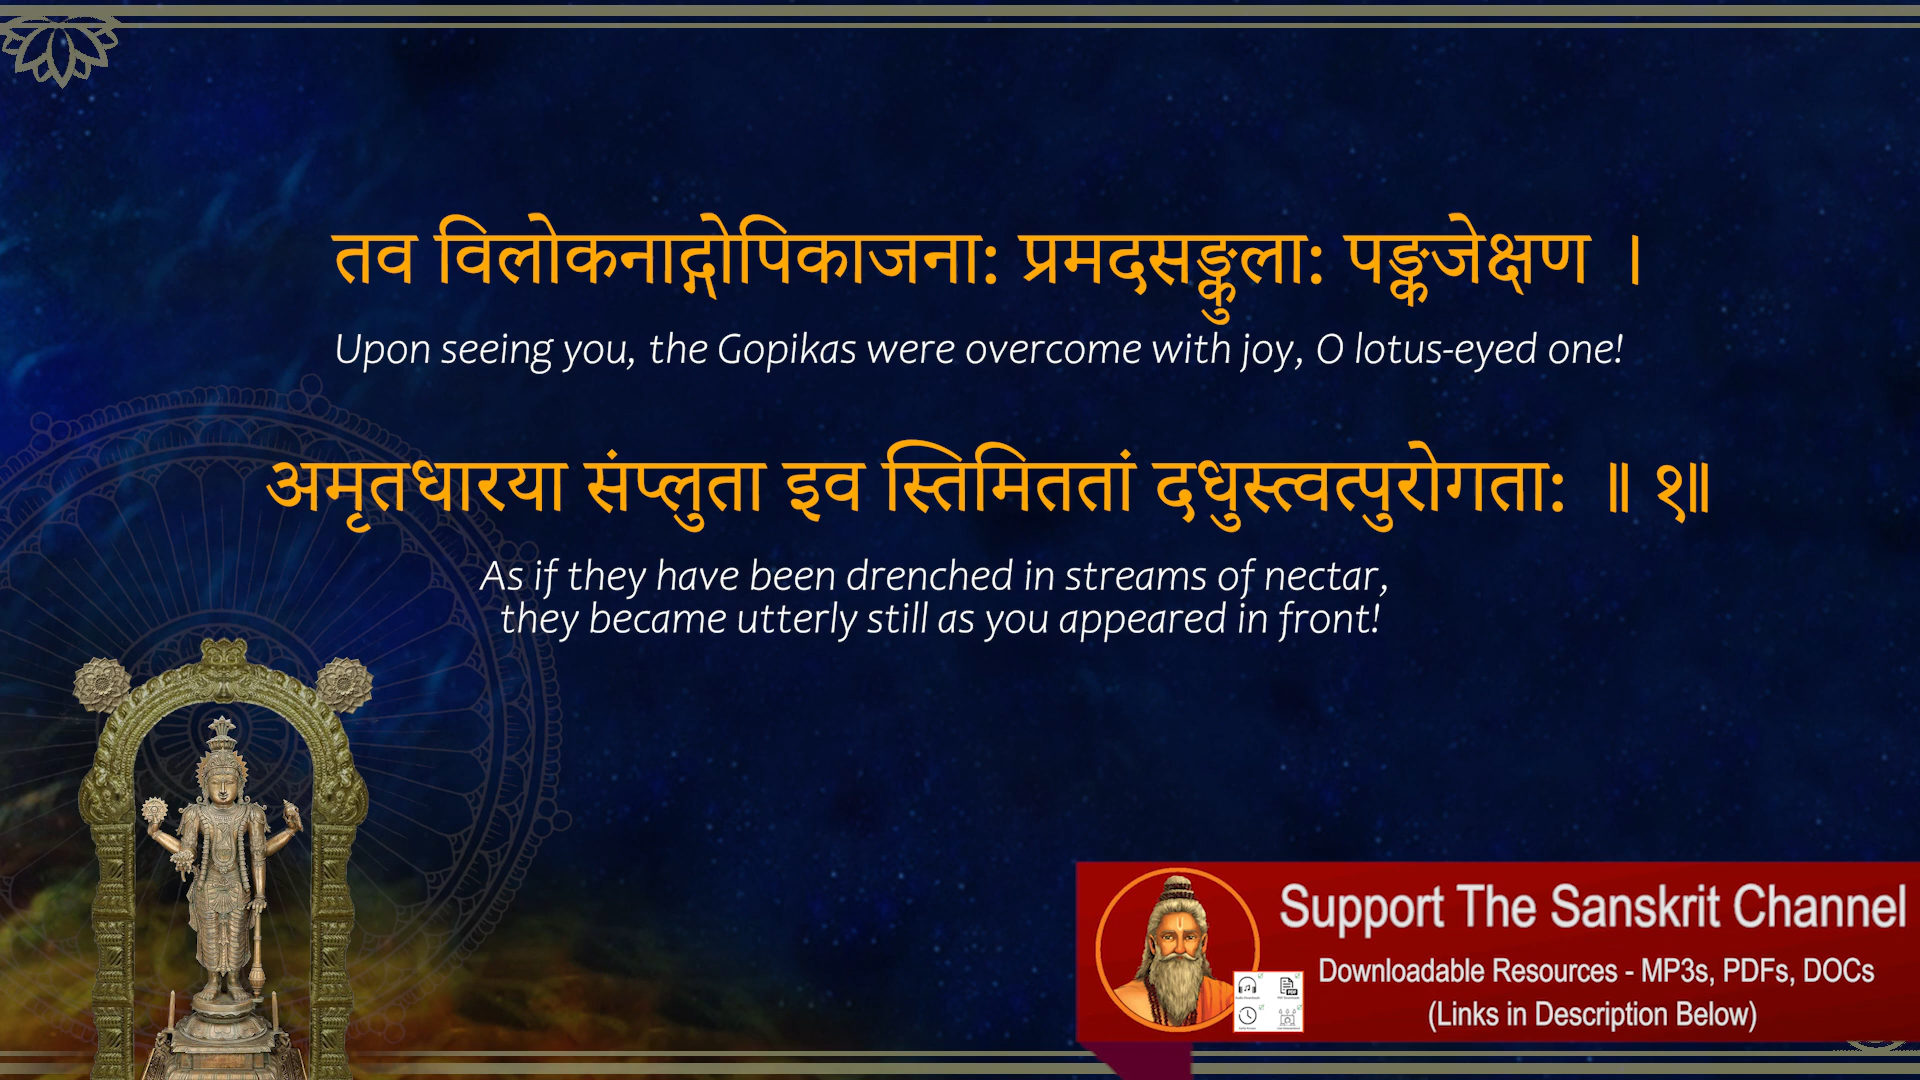 तव विलोकनाद्गोपिकाजनाः प्रमदसङ्कुलाः पङ्कजेक्षण ।
Upon seeing you, the Gopikas were overcome with joy, O lotus-eyed one!
अमृतधारया संप्लुता इव स्तिमिततां दधुस्त्वत्पुरोगताः ॥ १॥
As if they have been drenched in streams of nectar,
they became utterly still as you appeared in front!
Support The Sanskrit Channel
Downloadable Resources - MP3s, PDFs, DOCs
(Links in Description Below)